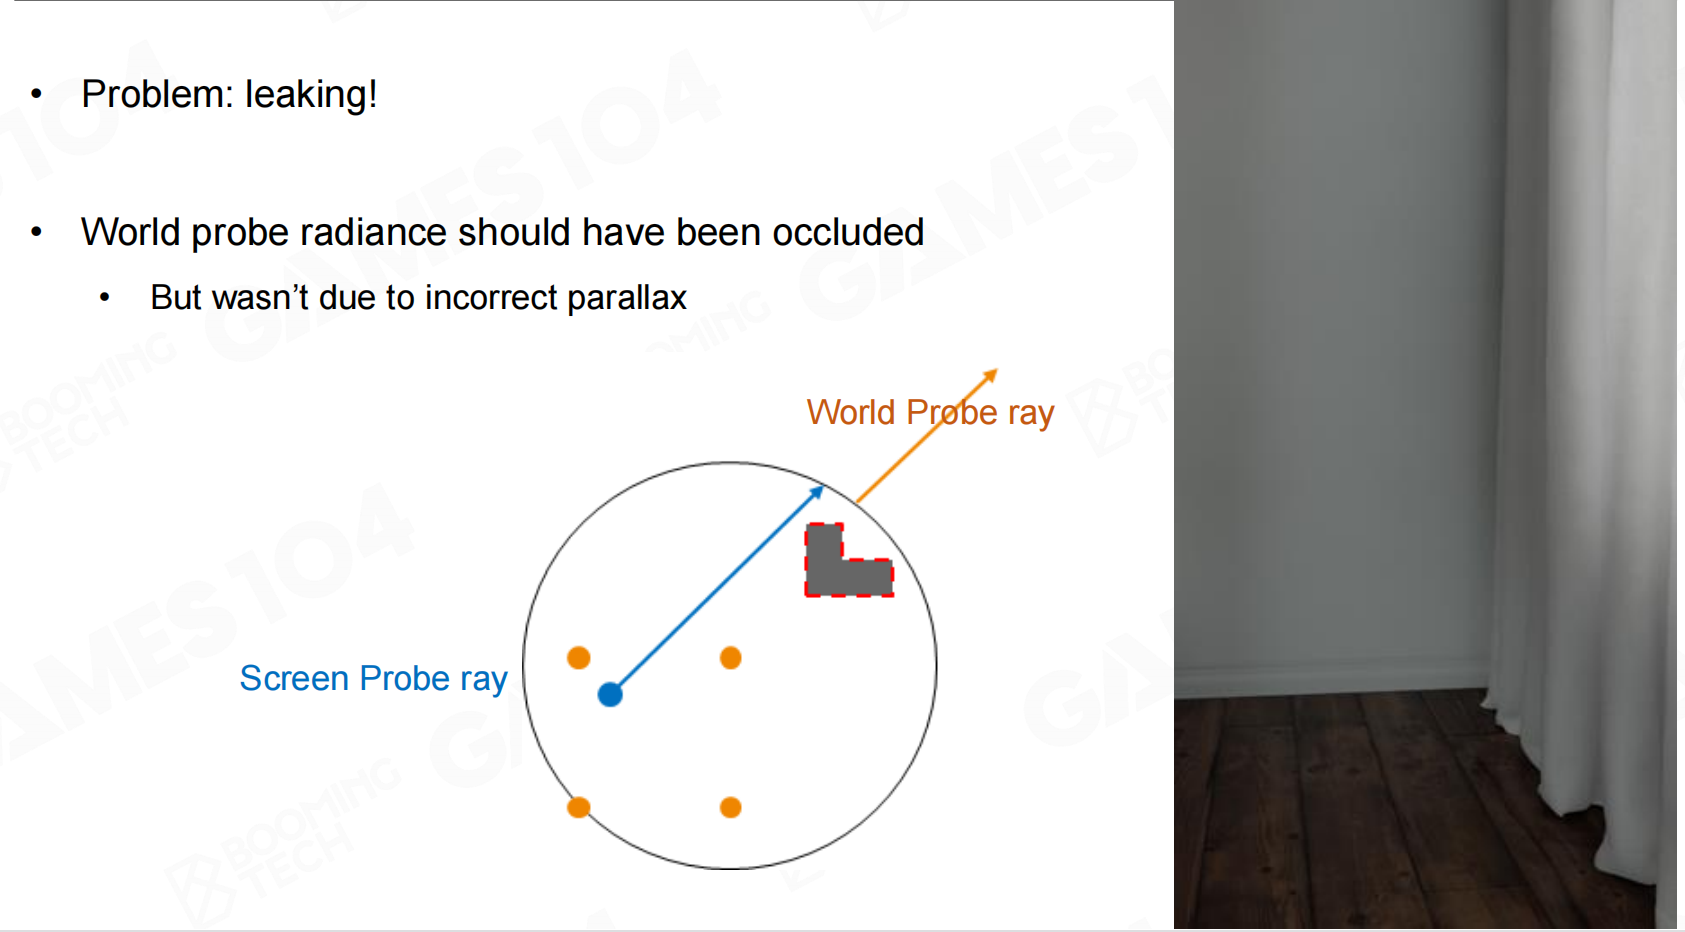 Problem: leaking!
World probe radiance should have been occluded
But wasn't due to incorrect parallax
World Probe ray
Screen Probe ray
GAMES104
BOOMING
TECH